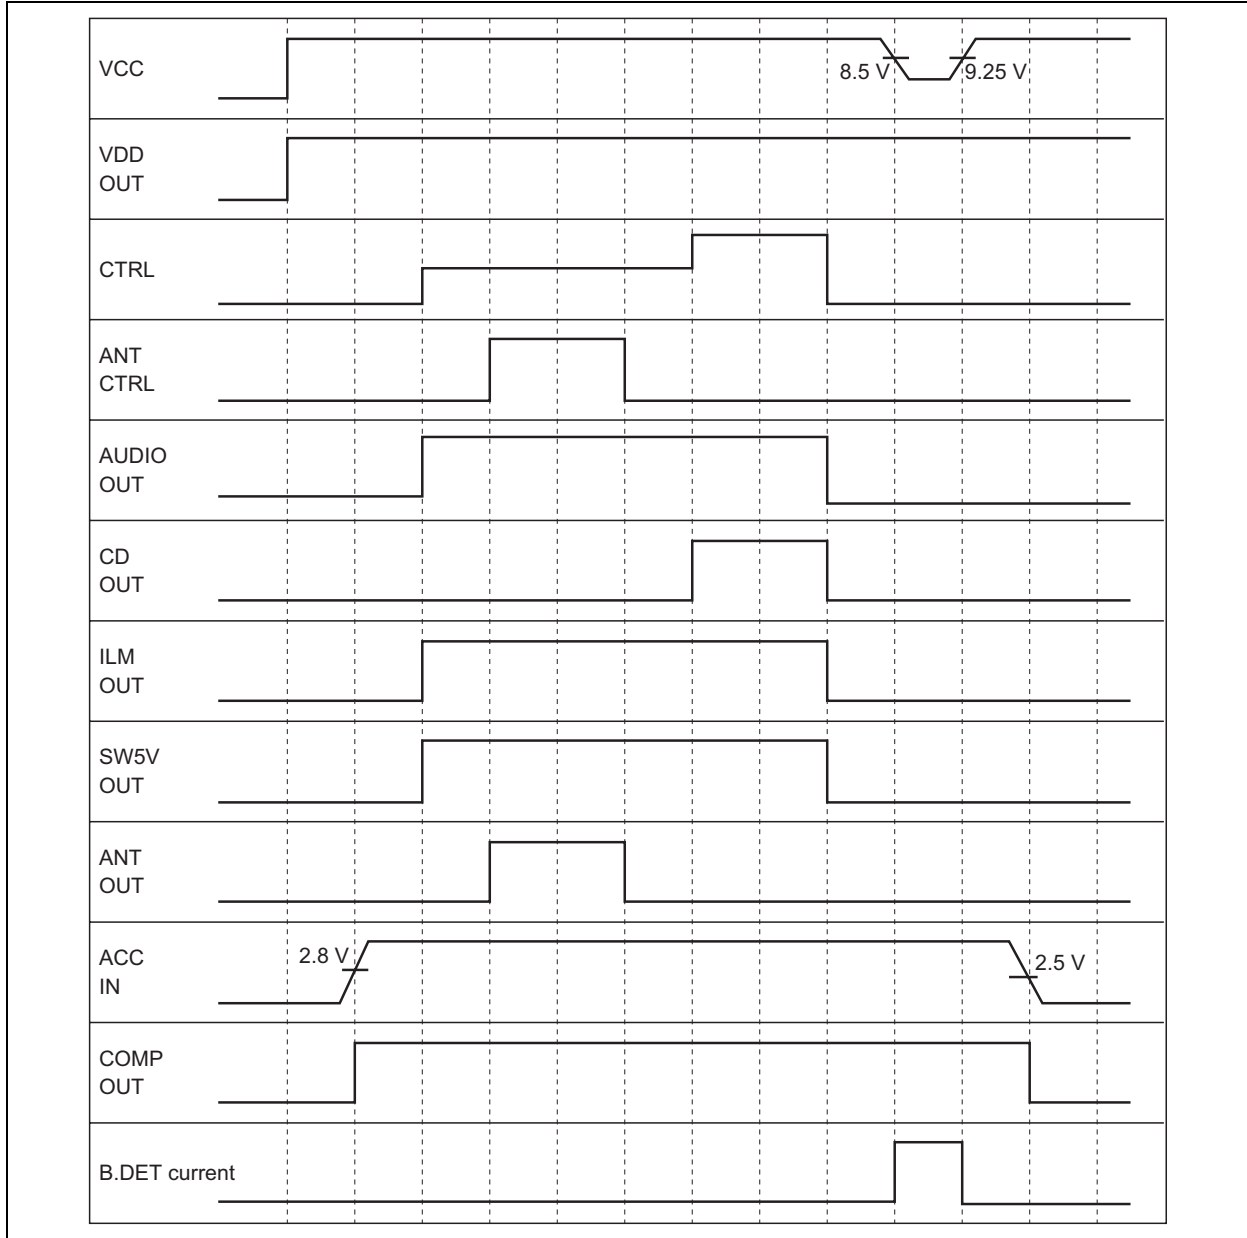 VCC
8.5 V
9.25 V
VDD
OUT
CTRL
ANT
CTRL
AUDIO
OUT
CD
OUT
ILM
OUT
SW5V
OUT
ANT
OUT
ACC
IN
2.8 V
2.5 V
COMP
OUT
B.DET current